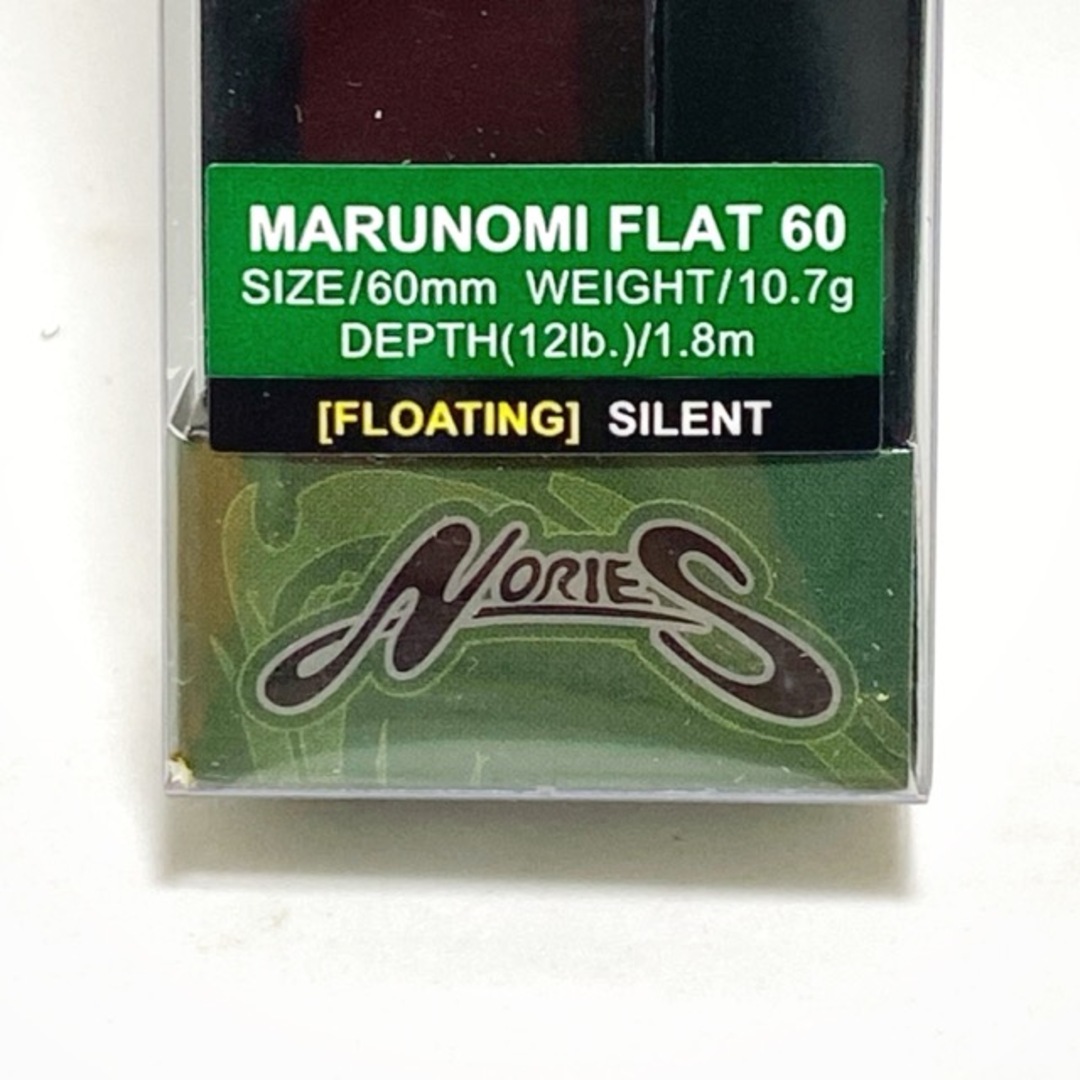 MARUNOMI FLAT 60
SIZE/60mm WEIGHT/10.7g
DEPTH(12lb.)/1.8m
[FLOATING] SILENT
NORIES